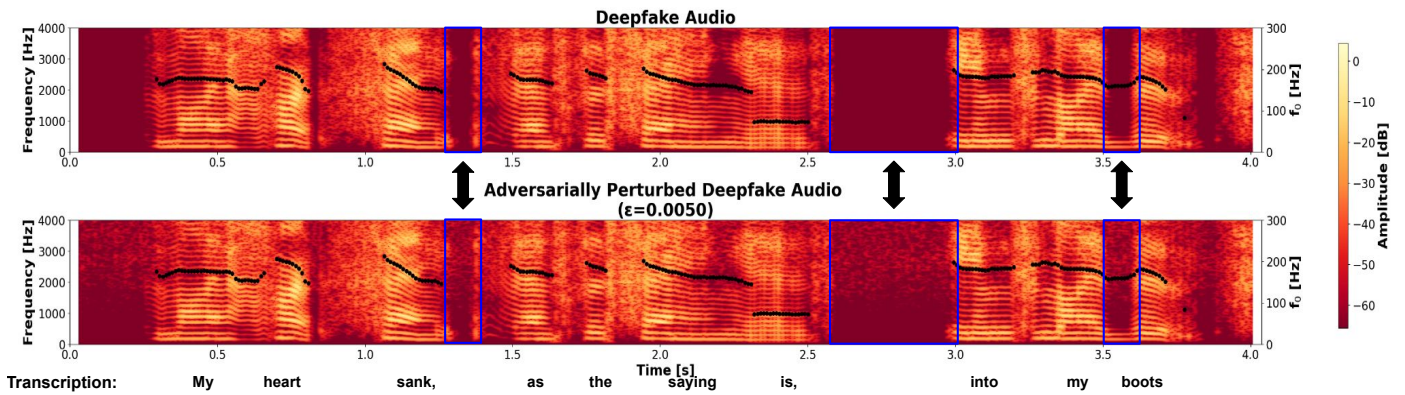 Deepfake Audio
Frequency [Hz]
4000
3000
2000
1000
0
300
200
100
0
f₀ [Hz]
0.0 0.5 1.0 1.5 2.0 2.5 3.0 3.5 4.0
Adversarially Perturbed Deepfake Audio
(ε=0.0050)
Frequency [Hz]
4000
3000
2000
1000
0
300
200
100
0
f₀ [Hz]
0.0 0.5 1.0 1.5 2.0 2.5 3.0 3.5 4.0
Time [s]
Transcription: My heart sank, as the saying is, into my boots
0
−10
−20
−30
−40
−50
−60
Amplitude [dB]